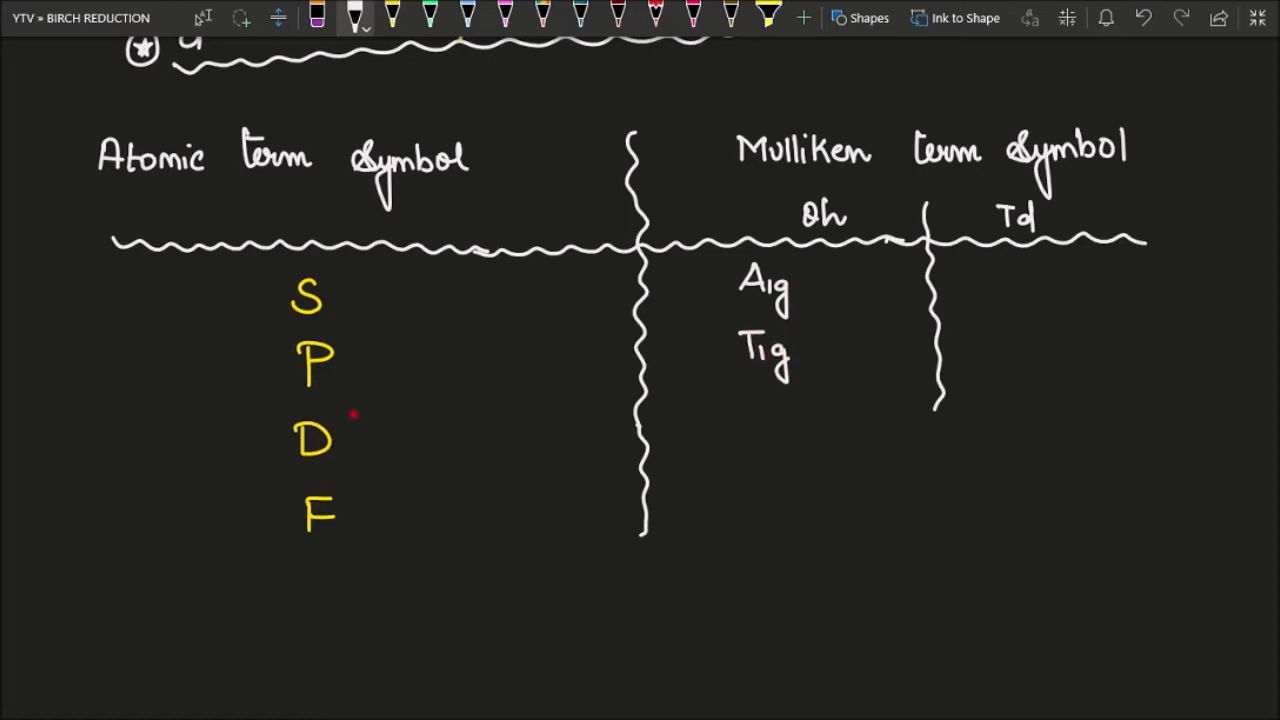 YTV » BIRCH REDUCTION
Shapes
Ink to Shape
Atomic term Symbol
Mulliken term Symbol
Oh
Td
S
A1g
P
T1g
D
F